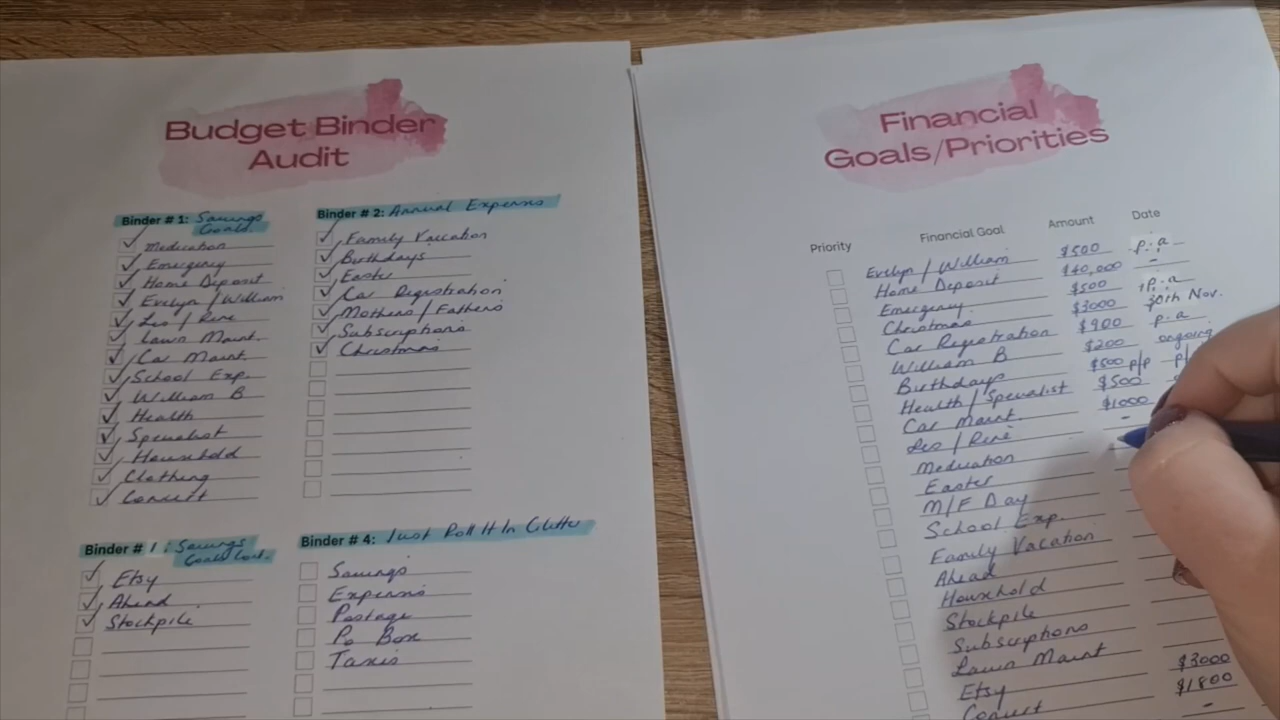 Budget Binder
Audit
Binder # 1: Savings
Goals.
Medication
Emergency
Home Deposit
Evelyn / William
Les / Rene
Lawn Maint.
Car Maint.
School Exp.
William B
Health
Specialist
Household
Clothing
Binder # 2: Annual Expenses
Family Vacation
Birthdays
Easter
Car Registration
Mothers / Fathers
Subscriptions
Christmas
Binder # 1 : Savings
Goals Cont.
Etsy
Ahead
Stockpile
Binder # 4: Just Roll It In Glitter
Savings
Expenses
Postage
Po Box
Taxes
Financial
Goals/Priorities
Priority Financial Goal Amount Date
Evelyn / William $500 p.a
Home Deposit $40,000 -
Emergency $500 p.a
Christmas $3000 30th Nov.
Car Registration $900 p.a
William B $200 ongoing
Birthdays $500 p/p
Health / Specialist $500
Car Maint. $1000
Les / Rene -
Medication
Easter
M/F Day
School Exp.
Family Vacation
Ahead
Household
Stockpile
Subscriptions
Lawn Maint
Etsy $3000
$1800
-